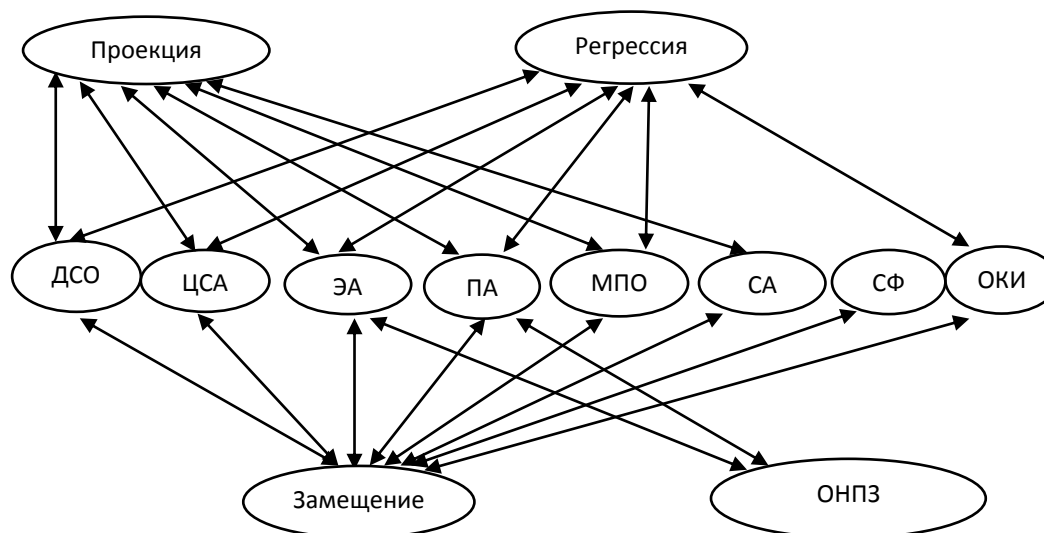 Проекция
Регрессия
ДСО
ЦСА
ЭА
ПА
МПО
СА
СФ
ОКИ
Замещение
ОНПЗ